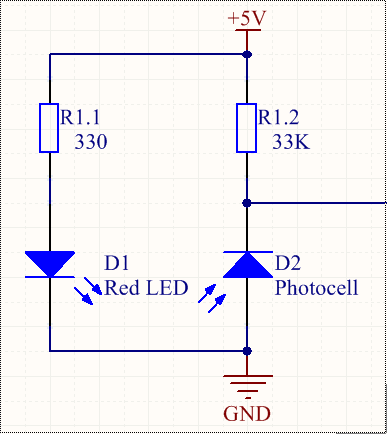 +5V
R1.1
330
R1.2
33K
D1
Red LED
D2
Photocell
GND